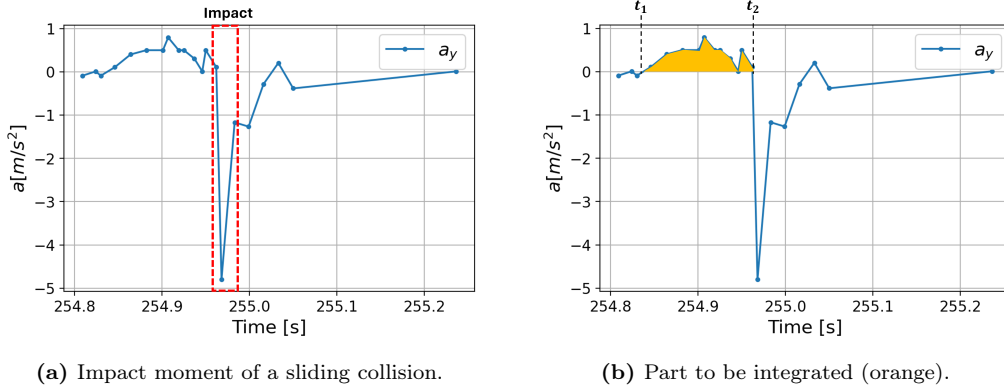 Impact
1
0
−1
−2
−3
−4
−5
a[m/s²]
a_y
254.8 254.9 255.0 255.1 255.2
Time [s]
(a) Impact moment of a sliding collision.
t₁ t₂
1
0
−1
−2
−3
−4
−5
a[m/s²]
a_y
254.8 254.9 255.0 255.1 255.2
Time [s]
(b) Part to be integrated (orange).